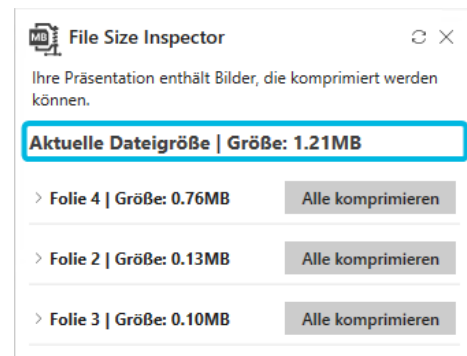 MB
File Size Inspector
Ihre Präsentation enthält Bilder, die komprimiert werden
können.
Aktuelle Dateigröße | Größe: 1.21MB
Folie 4 | Größe: 0.76MB Alle komprimieren
Folie 2 | Größe: 0.13MB Alle komprimieren
Folie 3 | Größe: 0.10MB Alle komprimieren